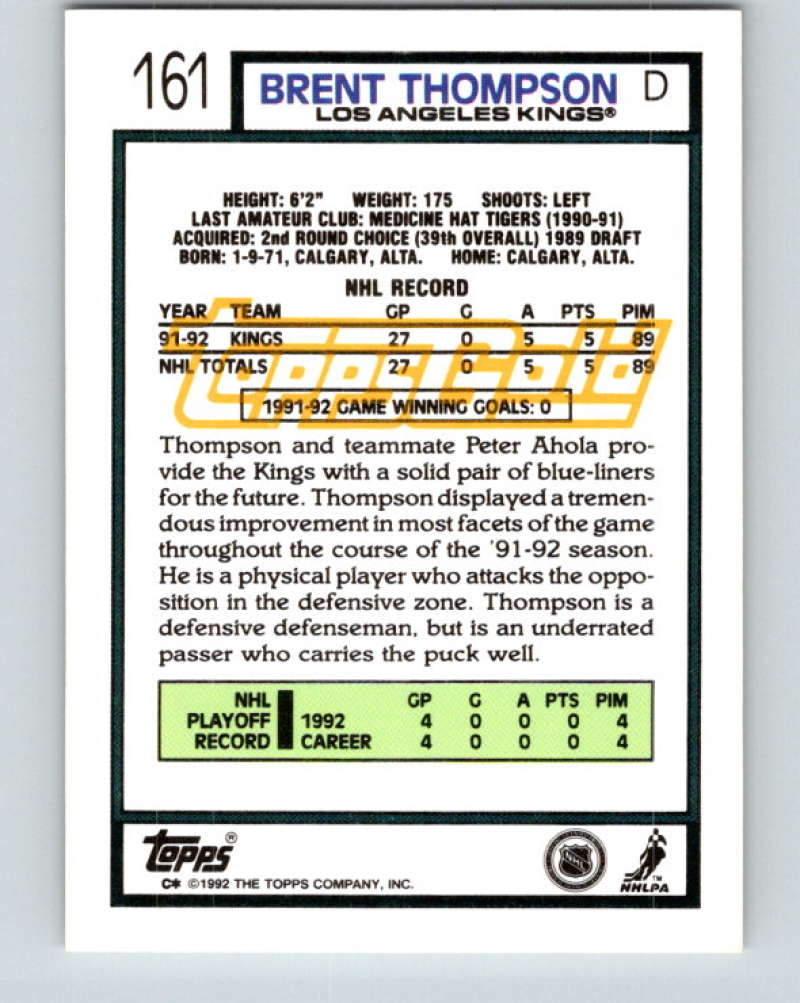 161 BRENT THOMPSON D
LOS ANGELES KINGS®
HEIGHT: 6'2" WEIGHT: 175 SHOOTS: LEFT
LAST AMATEUR CLUB: MEDICINE HAT TIGERS (1990-91)
ACQUIRED: 2nd ROUND CHOICE (39th OVERALL) 1989 DRAFT
BORN: 1-9-71, CALGARY, ALTA. HOME: CALGARY, ALTA.
NHL RECORD
YEAR TEAM GP G A PTS PIM
91-92 KINGS 27 0 5 5 89
NHL TOTALS 27 0 5 5 89
ToppsGold
1991-92 GAME WINNING GOALS: 0
Thompson and teammate Peter Ahola pro-
vide the Kings with a solid pair of blue-liners
for the future. Thompson displayed a tremen-
dous improvement in most facets of the game
throughout the course of the '91-92 season.
He is a physical player who attacks the oppo-
sition in the defensive zone. Thompson is a
defensive defenseman, but is an underrated
passer who carries the puck well.
NHL GP G A PTS PIM
PLAYOFF 1992 4 0 0 0 4
RECORD CAREER 4 0 0 0 4
TOPPS®
C* ©1992 THE TOPPS COMPANY, INC.
NHL
NHLPA™